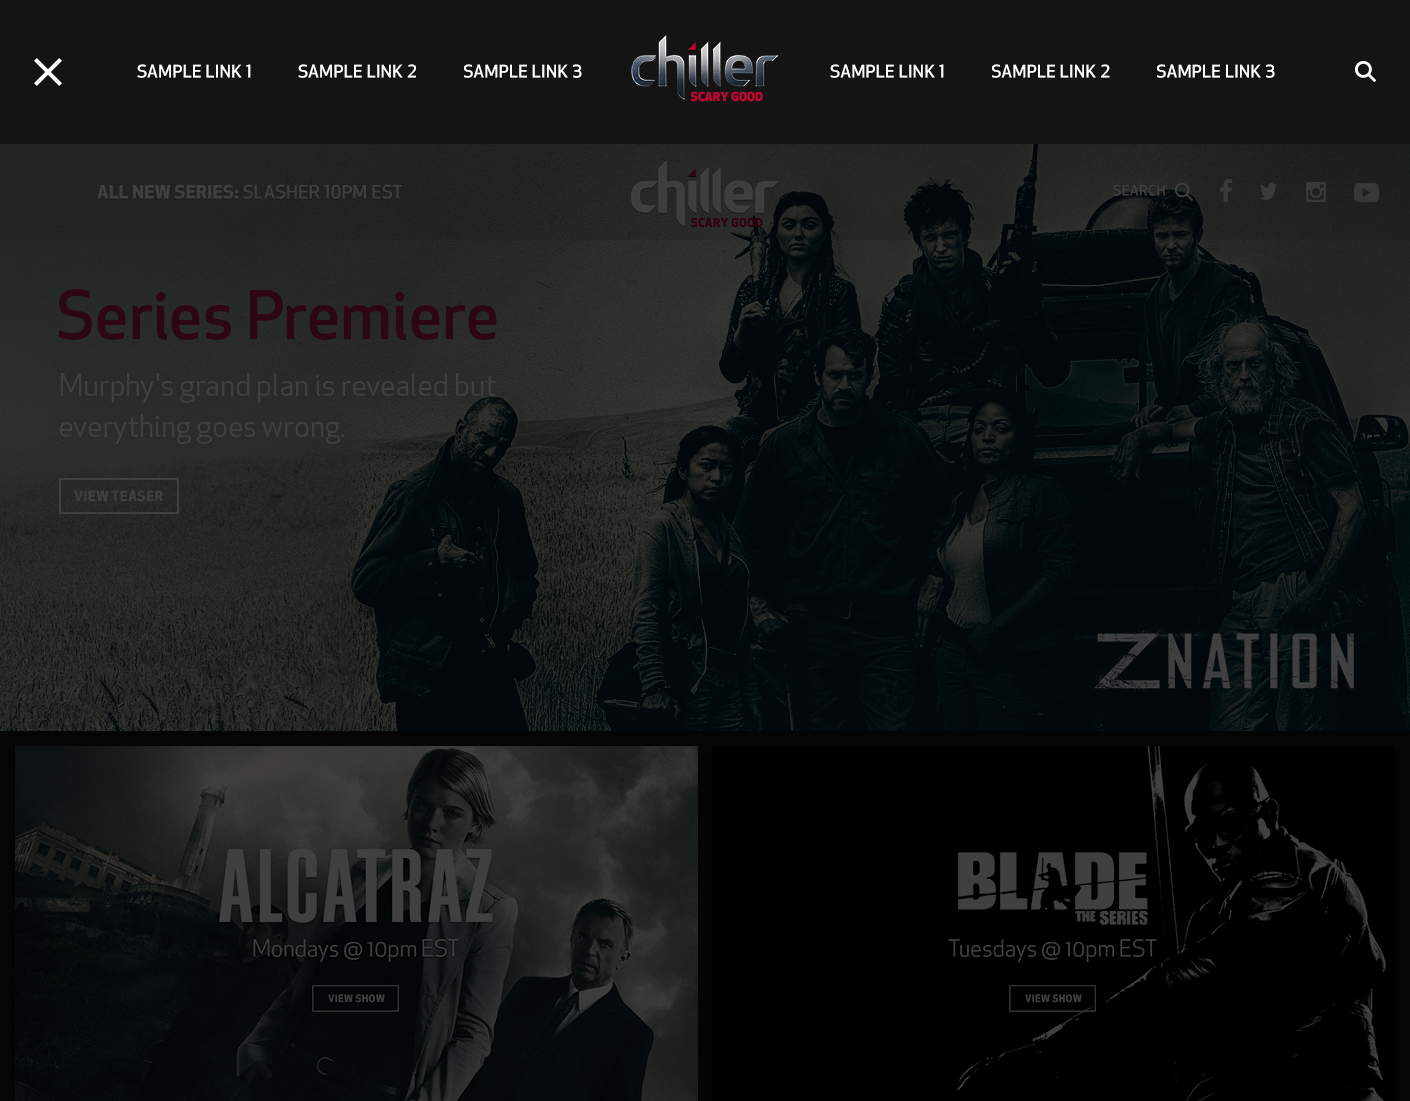 SAMPLE LINK 1 SAMPLE LINK 2 SAMPLE LINK 3 chiller SAMPLE LINK 1 SAMPLE LINK 2 SAMPLE LINK 3
SCARY GOOD
ALL NEW SERIES: SLASHER 10PM EST chiller SEARCH
SCARY GOOD
Series Premiere
Murphy's grand plan is revealed but
everything goes wrong.
VIEW TEASER
Z NATION
ALCATRAZ
Mondays @ 10pm EST
VIEW SHOW
BLADE
THE SERIES
Tuesdays @ 10pm EST
VIEW SHOW